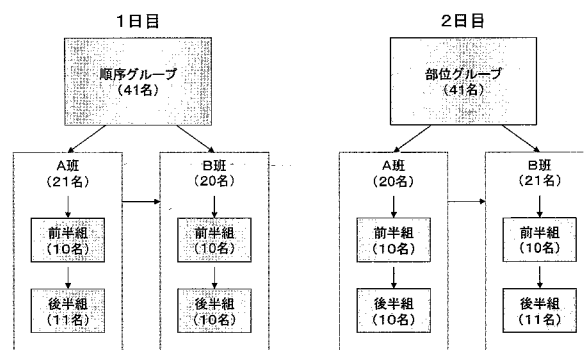 1日目
順序グループ
(41名)
A班
(21名)
前半組
(10名)
後半組
(11名)
B班
(20名)
前半組
(10名)
後半組
(10名)
2日目
部位グループ
(41名)
A班
(20名)
前半組
(10名)
後半組
(10名)
B班
(21名)
前半組
(10名)
後半組
(11名)